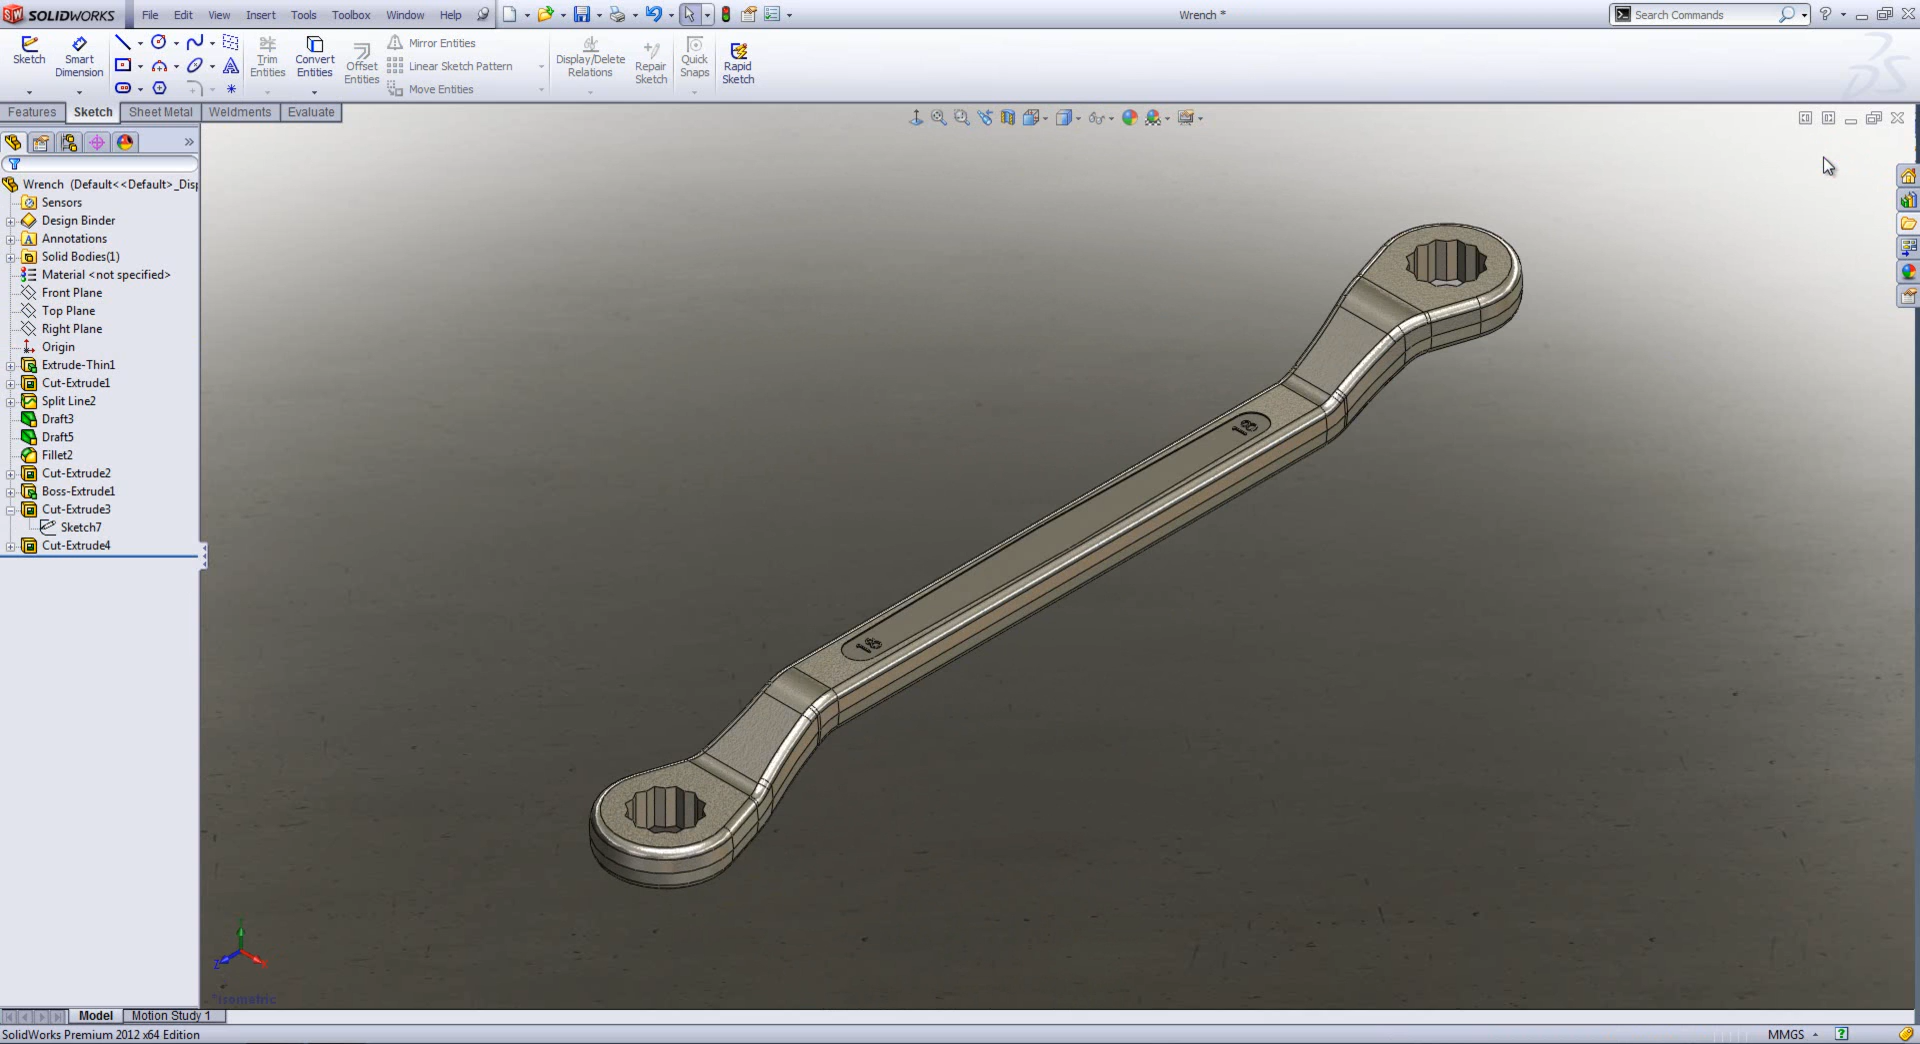 SOLIDWORKS File Edit View Insert Tools Toolbox Window Help Wrench * Search Commands
Sketch Smart Dimension Trim Entities Convert Entities Offset Entities Mirror Entities Linear Sketch Pattern Move Entities Display/Delete Relations Repair Sketch Quick Snaps Rapid Sketch
Features Sketch Sheet Metal Weldments Evaluate
Wrench (Default<<Default>_Disp
Sensors
Design Binder
Annotations
Solid Bodies(1)
Material <not specified>
Front Plane
Top Plane
Right Plane
Origin
Extrude-Thin1
Cut-Extrude1
Split Line2
Draft3
Draft5
Fillet2
Cut-Extrude2
Boss-Extrude1
Cut-Extrude3
Sketch7
Cut-Extrude4
*Isometric
Model Motion Study 1
SolidWorks Premium 2012 x64 Edition MMGS